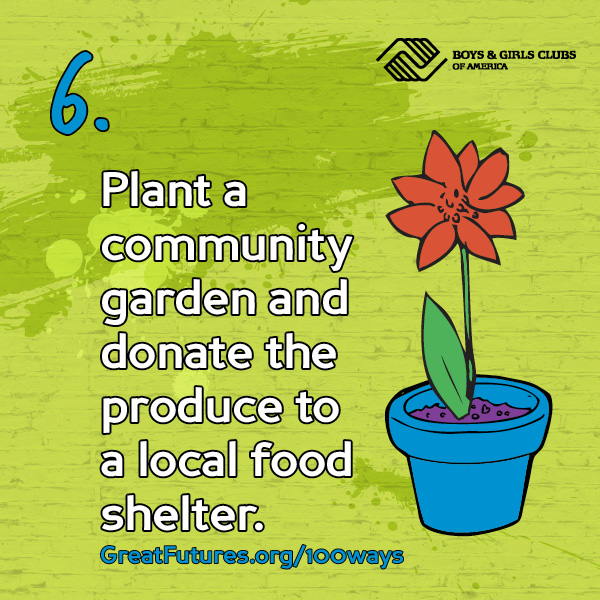 6.
BOYS & GIRLS CLUBS
OF AMERICA
Plant a
community
garden and
donate the
produce to
a local food
shelter.
GreatFutures.org/100ways